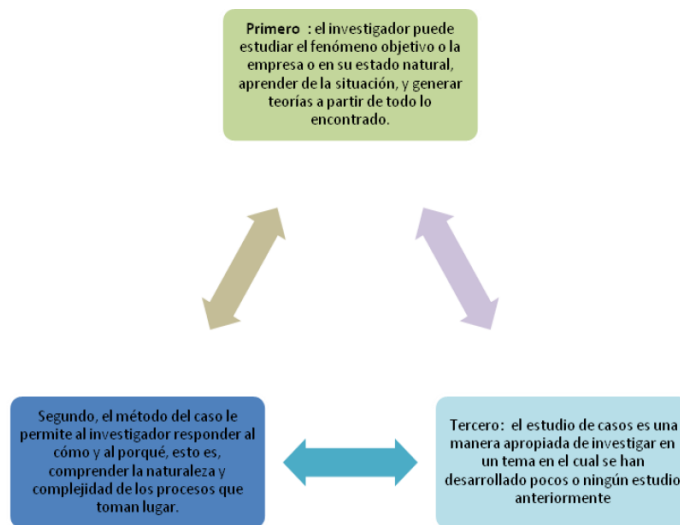 Primero : el investigador puede
estudiar el fenómeno objetivo o la
empresa o en su estado natural,
aprender de la situación, y generar
teorías a partir de todo lo
encontrado.
Segundo, el método del caso le
permite al investigador responder al
cómo y al porqué, esto es,
comprender la naturaleza y
complejidad de los procesos que
toman lugar.
Tercero: el estudio de casos es una
manera apropiada de investigar en
un tema en el cual se han
desarrollado pocos o ningún estudio
anteriormente